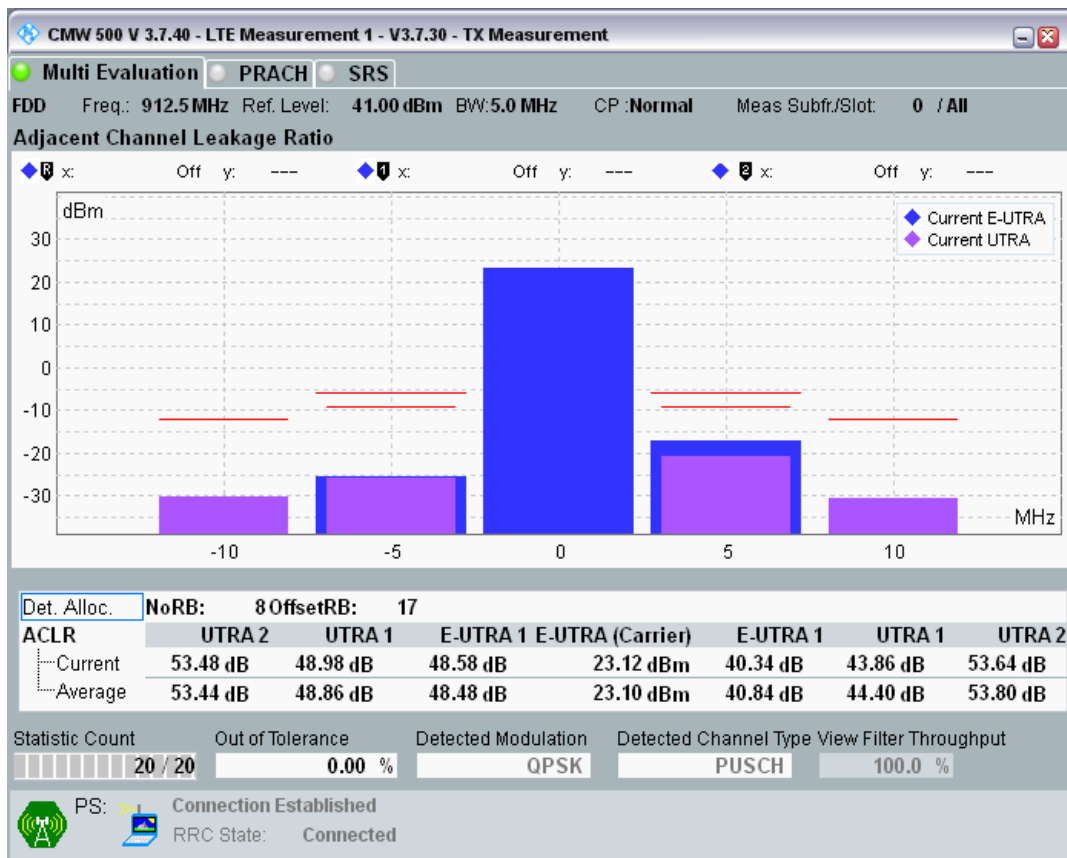 CMW 500 V 3.7.40 - LTE Measurement 1 - V3.7.30 - TX Measurement
Multi Evaluation PRACH SRS
FDD Freq.: 912.5 MHz Ref. Level: 41.00 dBm BW:5.0 MHz CP :Normal Meas Subfr./Slot: 0 / All
Adjacent Channel Leakage Ratio
R x: Off y: --- 1 x: Off y: --- 2 x: Off y: ---
dBm
Current E-UTRA
Current UTRA
30
20
10
0
-10
-20
-30
MHz
-10 -5 0 5 10
Det. Alloc. NoRB: 8 OffsetRB: 17
ACLR UTRA 2 UTRA 1 E-UTRA 1 E-UTRA (Carrier) E-UTRA 1 UTRA 1 UTRA 2
Current 53.48 dB 48.98 dB 48.58 dB 23.12 dBm 40.34 dB 43.86 dB 53.64 dB
Average 53.44 dB 48.86 dB 48.48 dB 23.10 dBm 40.84 dB 44.40 dB 53.80 dB
Statistic Count Out of Tolerance Detected Modulation Detected Channel Type View Filter Throughput
20 / 20 0.00 % QPSK PUSCH 100.0 %
PS: Connection Established
RRC State: Connected